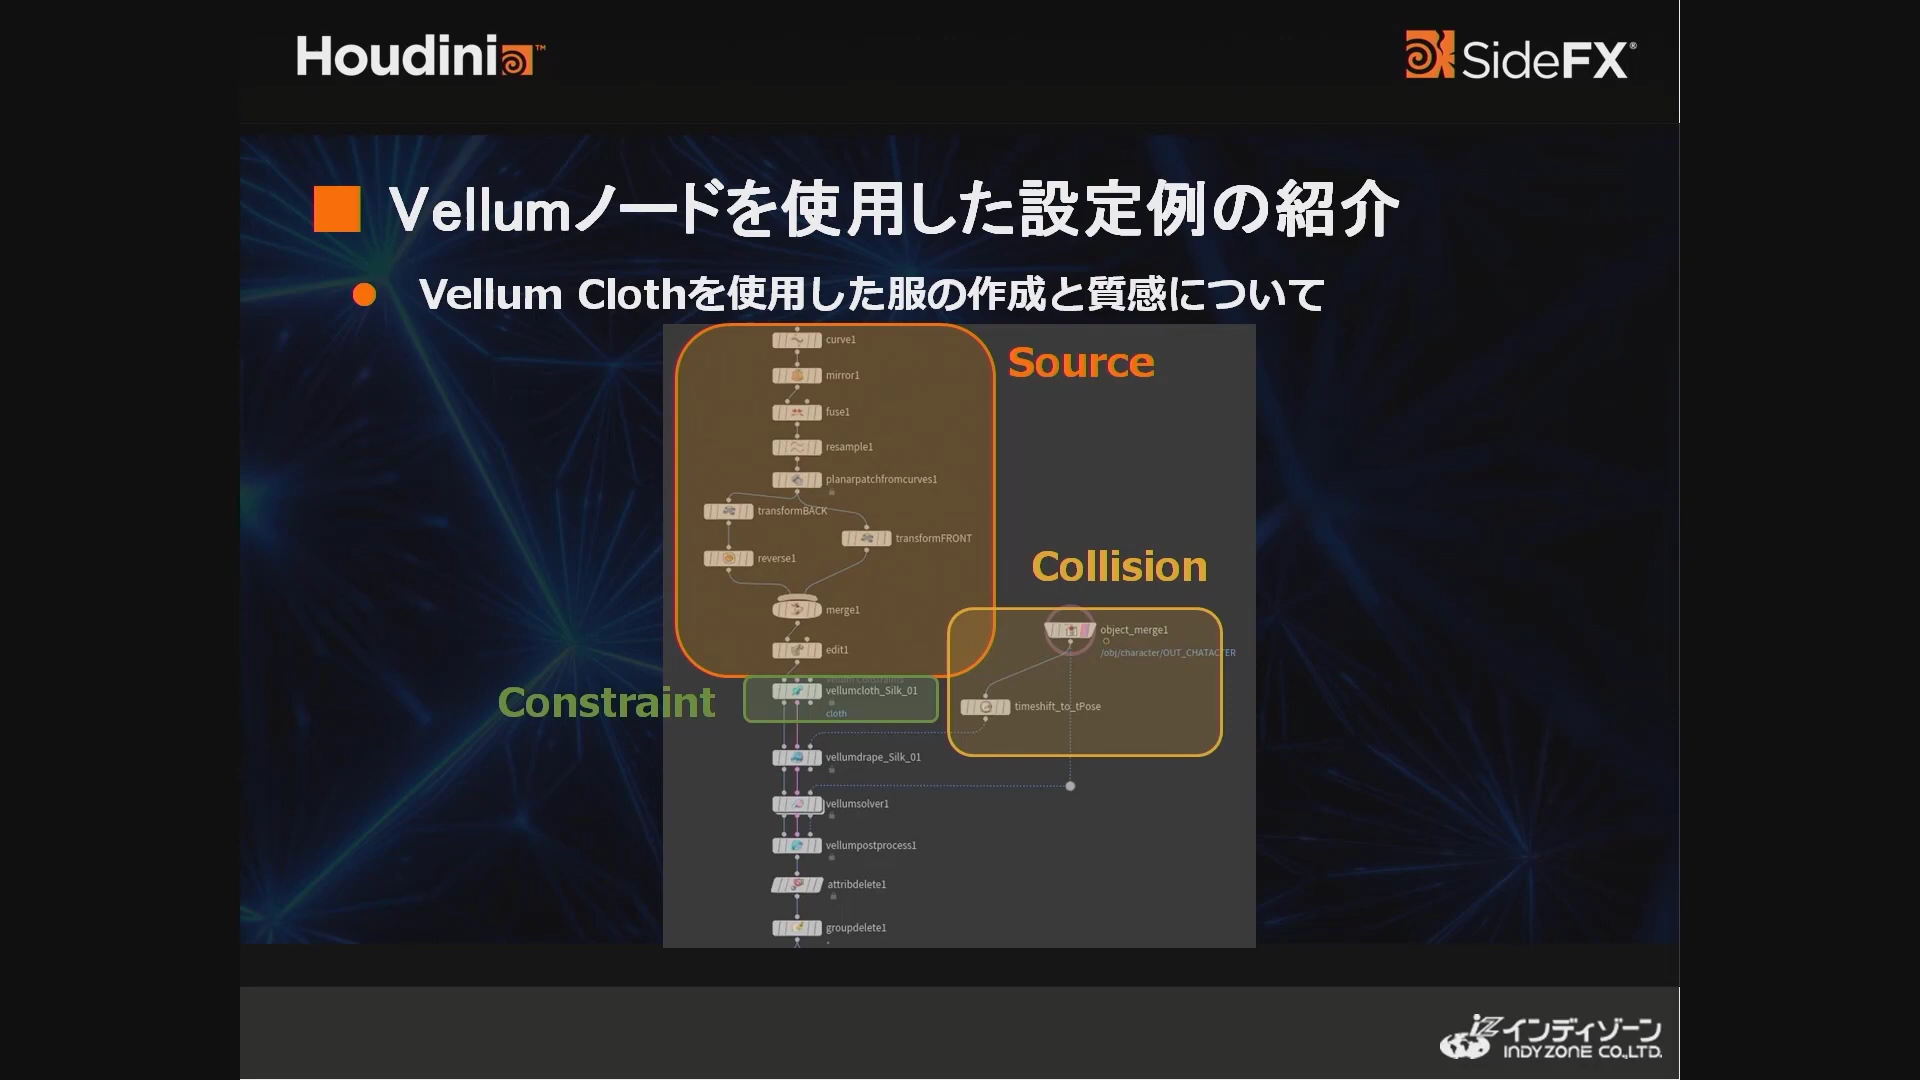 Houdini™
SideFX®
Vellumノードを使用した設定例の紹介
Vellum Clothを使用した服の作成と質感について
curve1
Source
mirror1
fuse1
resample1
planarpatchfromcurves1
transformBACK
transformFRONT
reverse1
Collision
merge1
object_merge1
/obj/character/OUT_CHATACTER
edit1
Vellum Constraints
vellumcloth_Silk_01
Constraint
cloth
timeshift_to_tPose
vellumdrape_Silk_01
vellumsolver1
vellumpostprocess1
attribdelete1
groupdelete1
インディゾーン
INDYZONE CO.,LTD.